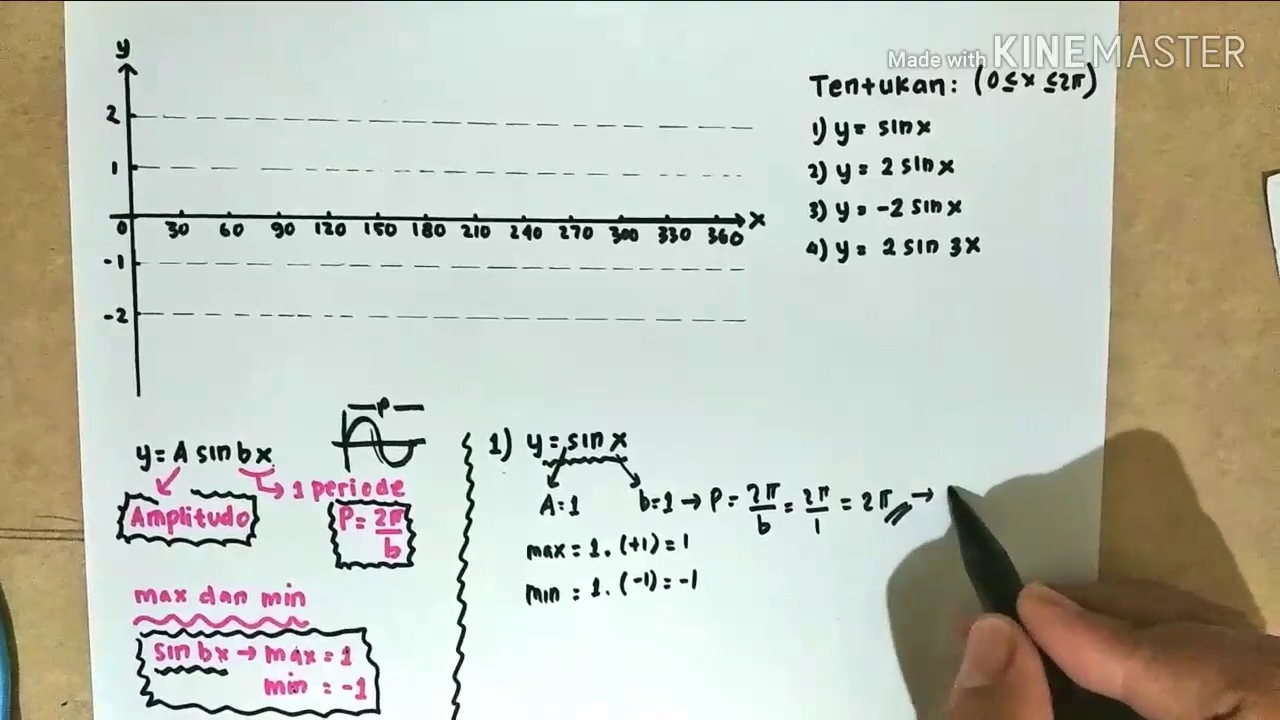 Made with KINEMASTER
y
2
1
0 30 60 90 120 150 180 210 240 270 300 330 360 x
-1
-2
Tentukan: (0≤x≤2π)
1) y = sin x
2) y = 2 sin x
3) y = -2 sin x
4) y = 2 sin 3x
y = A sin bx
Amplitudo
P
1 periode
P = 2π/b
max dan min
sin bx → max = 1
min = -1
1) y = sin x
A = 1 b = 1 → P = 2π/b = 2π/1 = 2π →
max = 1 . (+1) = 1
min = 1 . (-1) = -1